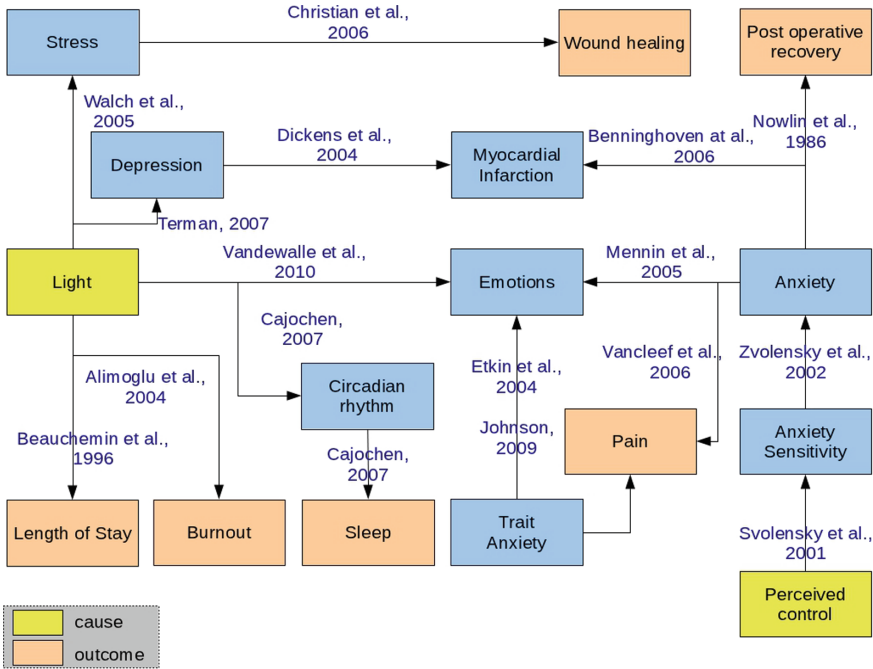 Stress
Christian et al.,
2006
Wound healing
Post operative
recovery
Walch et al.,
2005
Depression
Dickens et al.,
2004
Myocardial
Infarction
Benninghoven at al.,
2006
Nowlin et al.,
1986
Terman, 2007
Light
Vandewalle et al.,
2010
Emotions
Mennin et al.,
2005
Anxiety
Cajochen,
2007
Alimoglu et al.,
2004
Circadian
rhythm
Etkin et al.,
2004
Vancleef et al.,
2006
Zvolensky et al.,
2002
Beauchemin et al.,
1996
Cajochen,
2007
Johnson,
2009
Pain
Anxiety
Sensitivity
Length of Stay
Burnout
Sleep
Trait
Anxiety
Svolensky et al.,
2001
Perceived
control
cause
outcome